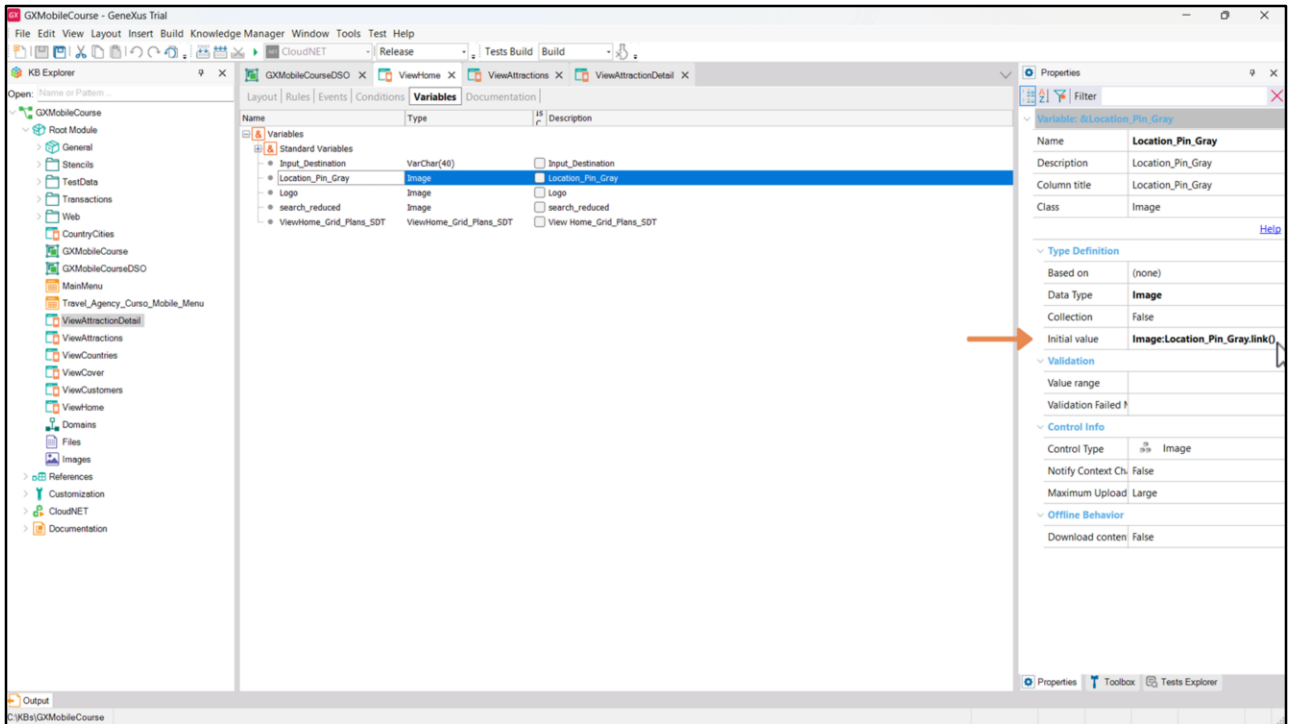 GX GXMobileCourse - GeneXus Trial
File Edit View Layout Insert Build Knowledge Manager Window Tools Test Help
CloudNET Release Tests Build Build
KB Explorer
Open: Name or Pattern...
GXMobileCourse
Root Module
General
Stencils
TestData
Transactions
Web
CountryCities
GXMobileCourse
GXMobileCourseDSO
MainMenu
Travel_Agency_Curso_Mobile_Menu
ViewAttractionDetail
ViewAttractions
ViewCountries
ViewCover
ViewCustomers
ViewHome
Domains
Files
Images
References
Customization
CloudNET
Documentation
GXMobileCourseDSO ViewHome ViewAttractions ViewAttractionDetail
Layout Rules Events Conditions Variables Documentation
Name Type Is C Description
& Variables
& Standard Variables
Input_Destination VarChar(40) Input_Destination
Location_Pin_Gray Image Location_Pin_Gray
Logo Image Logo
search_reduced Image search_reduced
ViewHome_Grid_Plans_SDT ViewHome_Grid_Plans_SDT View Home_Grid_Plans_SDT
Properties
Filter
Variable: &Location_Pin_Gray
Name Location_Pin_Gray
Description Location_Pin_Gray
Column title Location_Pin_Gray
Class Image
Help
Type Definition
Based on (none)
Data Type Image
Collection False
Initial value Image:Location_Pin_Gray.link()
Validation
Value range
Validation Failed M
Control Info
Control Type Image
Notify Context Ch False
Maximum Upload Large
Offline Behavior
Download conten False
Properties Toolbox Tests Explorer
Output
C:\KBs\GXMobileCourse